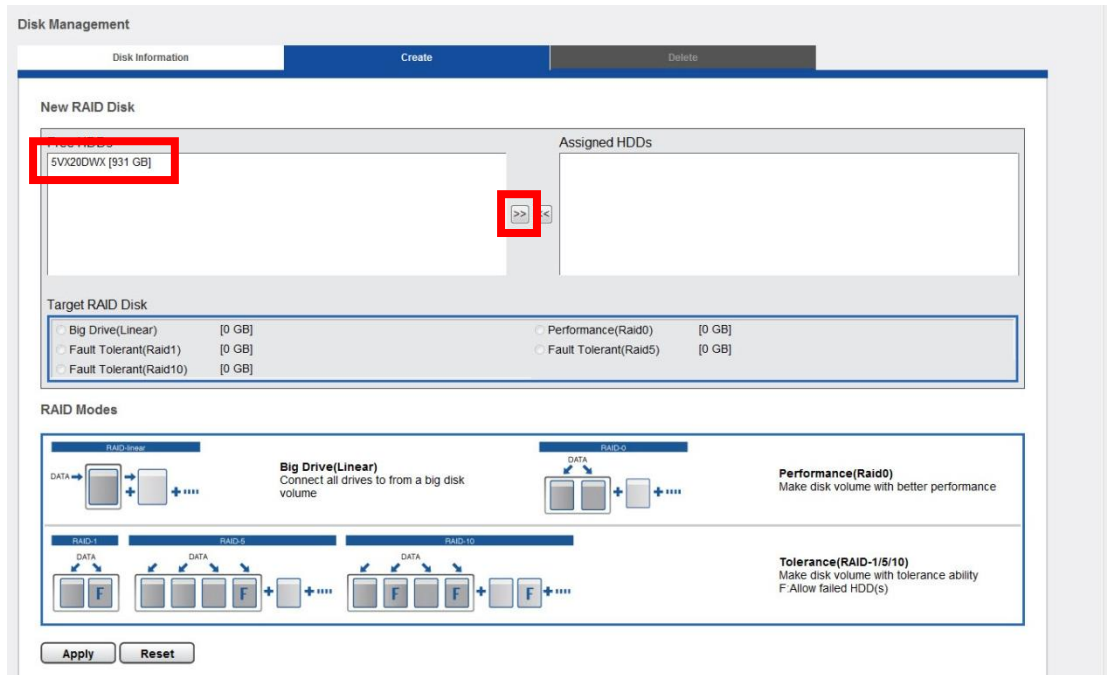 Disk Management
Disk Information
Create
Delete
New RAID Disk
HDDs
Assigned HDDs
5VX20DWX [931 GB]
>>
<<
Target RAID Disk
Big Drive(Linear) [0 GB]
Performance(Raid0) [0 GB]
Fault Tolerant(Raid1) [0 GB]
Fault Tolerant(Raid5) [0 GB]
Fault Tolerant(Raid10) [0 GB]
RAID Modes
RAID-linear
DATA
Big Drive(Linear)
Connect all drives to from a big disk
volume
RAID-0
DATA
Performance(Raid0)
Make disk volume with better performance
RAID-1
DATA
F
RAID-5
DATA
F
RAID-10
DATA
F F F
Tolerance(RAID-1/5/10)
Make disk volume with tolerance ability
F:Allow failed HDD(s)
Apply
Reset